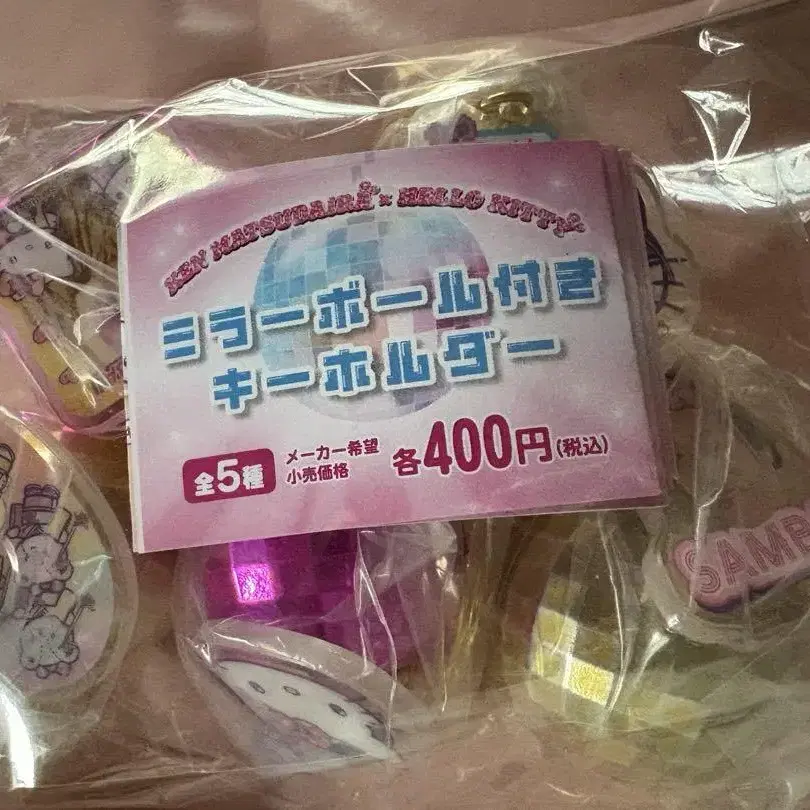 KEN MATSUDAIRA × HELLO KITTY
ミラーボール付き
キーホルダー
全5種
メーカー希望
小売価格
各400円(税込)
SAMB